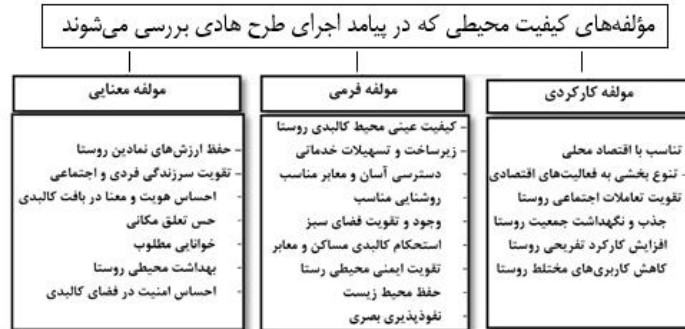 مؤلفه‌های کیفیت محیطی که در پیامد اجرای طرح هادی بررسی می‌شوند
مولفه کارکردی
تناسب با اقتصاد محلی
- تنوع بخشی به فعالیت‌های اقتصادی
تقویت تعاملات اجتماعی روستا
جذب و نگهداشت جمعیت روستا
افزایش کارکرد تفریحی روستا
کاهش کاربری‌های مختلط روستا
مولفه فرمی
- کیفیت عینی محیط کالبدی روستا
- زیرساخت و تسهیلات خدماتی
- دسترسی آسان و معابر مناسب
- روشنایی مناسب
- وجود و تقویت فضای سبز
- استحکام کالبدی مساکن و معابر
- تقویت ایمنی محیطی رستا
- حفظ محیط زیست
- نفوذپذیری بصری
مولفه معنایی
- حفظ ارزش‌های نمادین روستا
- تقویت سرزندگی فردی و اجتماعی
- احساس هویت و معنا در بافت کالبدی
- حس تعلق مکانی
- خوانایی مطلوب
- بهداشت محیطی روستا
- احساس امنیت در فضای کالبدی